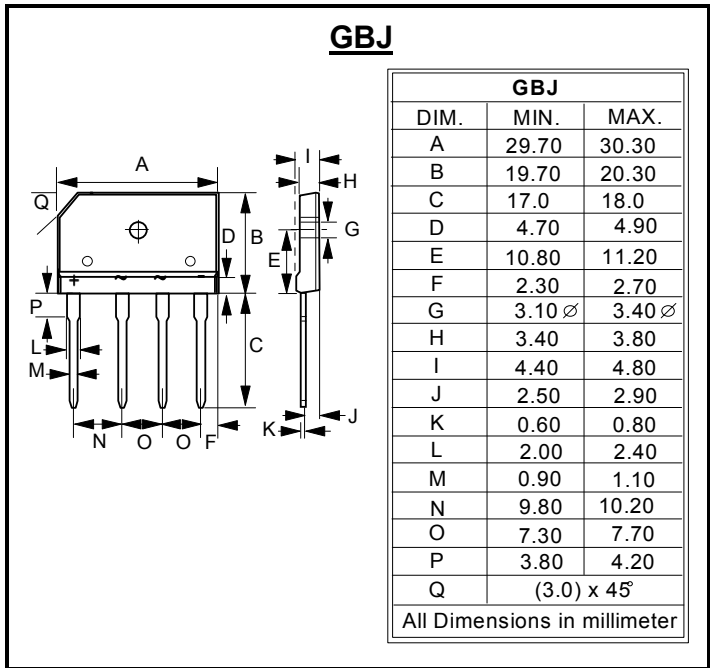 GBJ
A
Q
D
B
P
C
L
M
N
O
O
F
I
H
G
E
K
J
+
~
~
-
GBJ
DIM. MIN. MAX.
A 29.70 30.30
B 19.70 20.30
C 17.0 18.0
D 4.70 4.90
E 10.80 11.20
F 2.30 2.70
G 3.10 ∅ 3.40 ∅
H 3.40 3.80
I 4.40 4.80
J 2.50 2.90
K 0.60 0.80
L 2.00 2.40
M 0.90 1.10
N 9.80 10.20
O 7.30 7.70
P 3.80 4.20
Q (3.0) x 45°
All Dimensions in millimeter